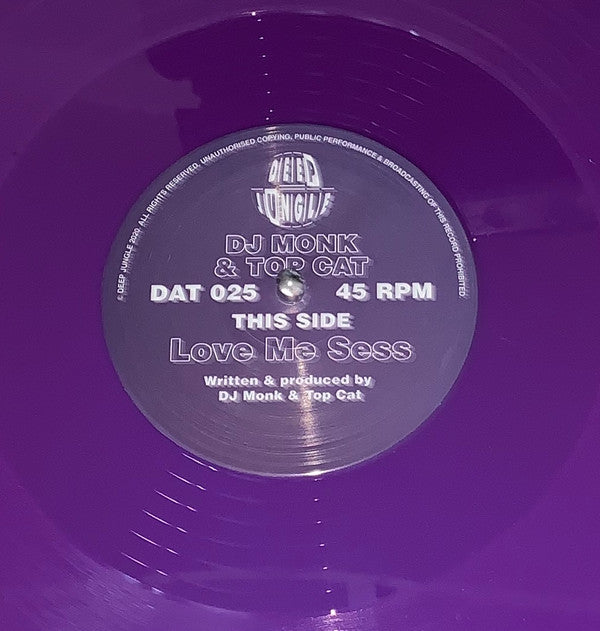 © DEEP JUNGLE 2020. ALL RIGHTS RESERVED. UNAUTHORISED COPYING, PUBLIC PERFORMANCE & BROADCASTING OF THIS RECORD PROHIBITED.
DEEP
JUNGLE
DJ MONK
& TOP CAT
DAT 025 45 RPM
THIS SIDE
Love Me Sess
Written & produced by
DJ Monk & Top Cat